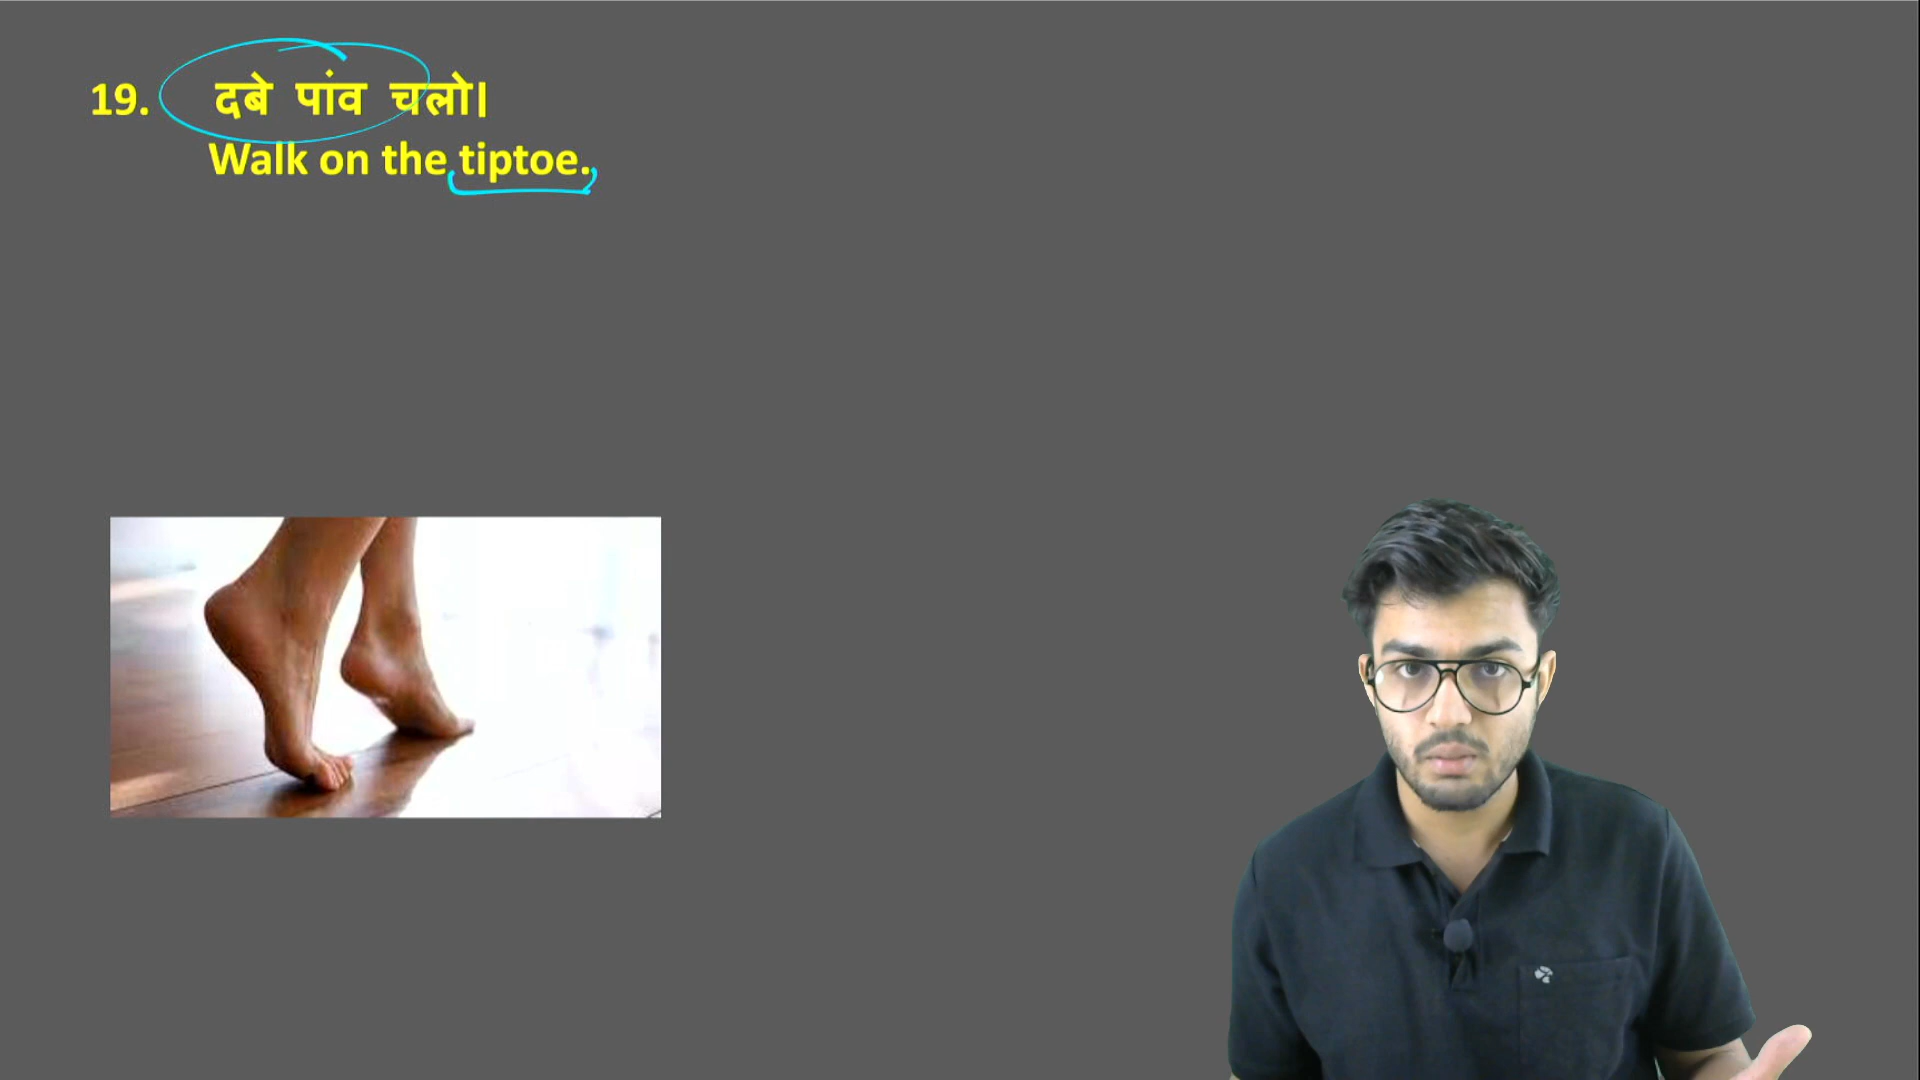 19. दबे पांव चलो।
Walk on the tiptoe.